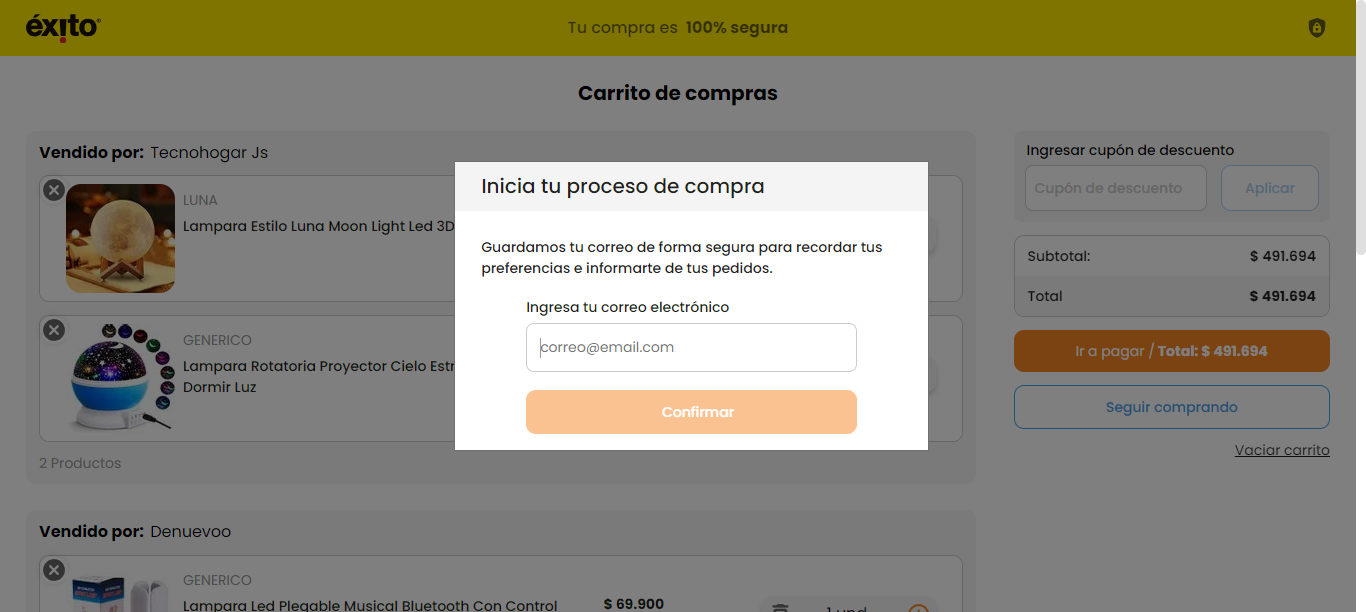 éxito
Tu compra es 100% segura
Carrito de compras
Vendido por: Tecnohogar Js
LUNA
Lampara Estilo Luna Moon Light Led 3D
GENERICO
Lampara Rotatoria Proyector Cielo Estr
Dormir Luz
2 Productos
Vendido por: Denuevoo
GENERICO
Lampara Led Plegable Musical Bluetooth Con Control
$ 69.900
1 und
Inicia tu proceso de compra
Guardamos tu correo de forma segura para recordar tus
preferencias e informarte de tus pedidos.
Ingresa tu correo electrónico
correo@email.com
Confirmar
Ingresar cupón de descuento
Cupón de descuento
Aplicar
Subtotal: $ 491.694
Total $ 491.694
Ir a pagar / Total: $ 491.694
Seguir comprando
Vaciar carrito